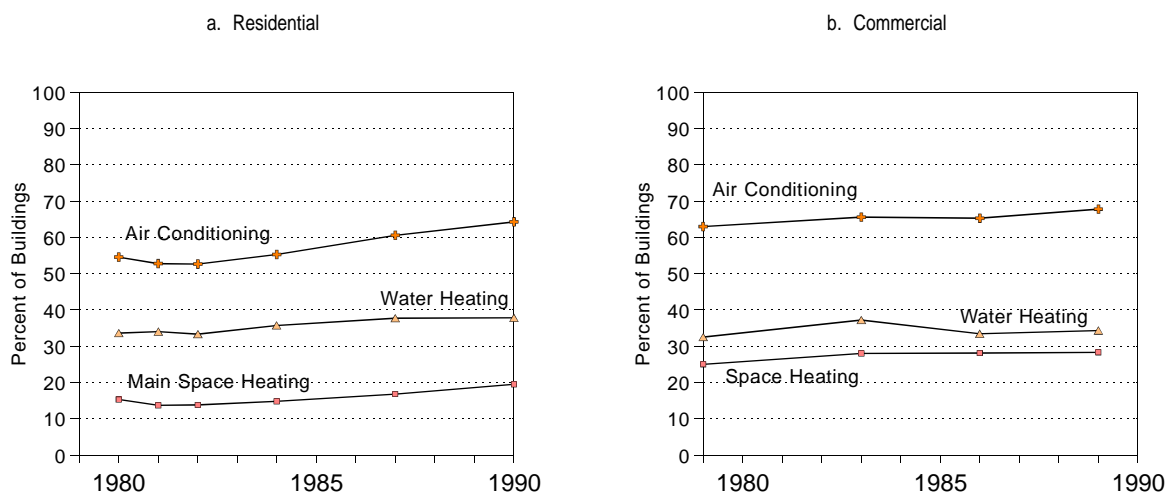 a. Residential
100
90
80
70
60
50
40
30
20
10
0
Percent of Buildings
Air Conditioning
Water Heating
Main Space Heating
1980 1985 1990
b. Commercial
100
90
80
70
60
50
40
30
20
10
0
Percent of Buildings
Air Conditioning
Water Heating
Space Heating
1980 1985 1990